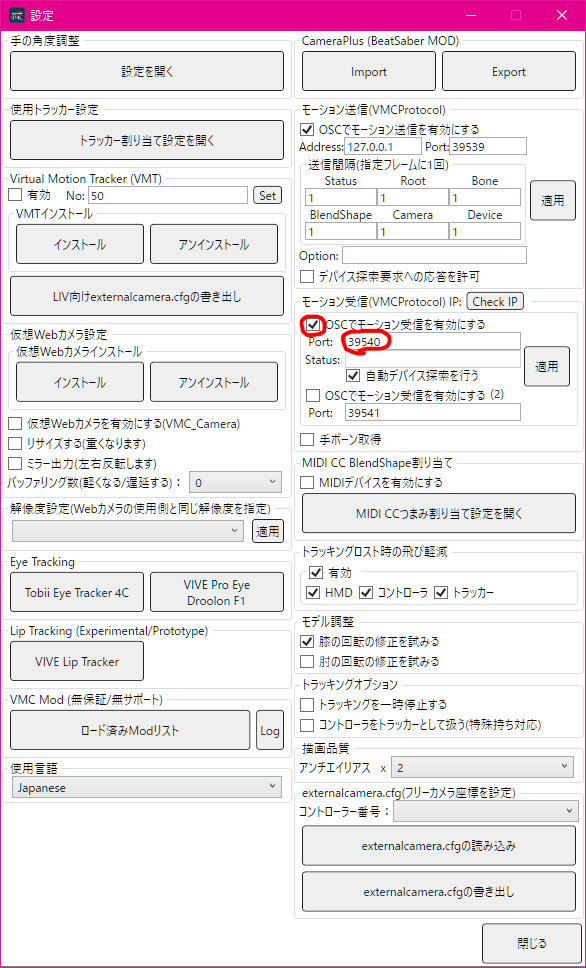 設定
手の角度調整
設定を開く
使用トラッカー設定
トラッカー割り当て設定を開く
Virtual Motion Tracker (VMT)
有効 No: 50 Set
VMTインストール
インストール アンインストール
LIV向けexternalcamera.cfgの書き出し
仮想Webカメラ設定
仮想Webカメラインストール
インストール アンインストール
仮想Webカメラを有効にする(VMC_Camera)
リサイズする(重くなります)
ミラー出力(左右反転します)
バッファリング数(軽くなる/遅延する)： 0
解像度設定(Webカメラの使用側と同じ解像度を指定)
適用
Eye Tracking
Tobii Eye Tracker 4C
VIVE Pro Eye
Droolon F1
Lip Tracking (Experimental/Prototype)
VIVE Lip Tracker
VMC Mod (無保証/無サポート)
ロード済みModリスト Log
使用言語
Japanese
CameraPlus (BeatSaber MOD)
Import Export
モーション送信(VMCProtocol)
OSCでモーション送信を有効にする
Address: 127.0.0.1 Port: 39539
送信間隔(指定フレームに1回)
Status Root Bone
1 1 1
BlendShape Camera Device
1 1 1
適用
Option:
デバイス探索要求への応答を許可
モーション受信(VMCProtocol) IP: Check IP
OSCでモーション受信を有効にする
Port: 39540
Status:
自動デバイス探索を行う
適用
OSCでモーション受信を有効にする (2)
Port: 39541
手ボーン取得
MIDI CC BlendShape割り当て
MIDIデバイスを有効にする
MIDI CCつまみ割り当て設定を開く
トラッキングロスト時の飛び軽減
有効
HMD コントローラ トラッカー
モデル調整
膝の回転の修正を試みる
肘の回転の修正を試みる
トラッキングオプション
トラッキングを一時停止する
コントローラをトラッカーとして扱う(特殊持ち対応)
描画品質
アンチエイリアス x 2
externalcamera.cfg(フリーカメラ座標を設定)
コントローラー番号：
externalcamera.cfgの読み込み
externalcamera.cfgの書き出し
閉じる